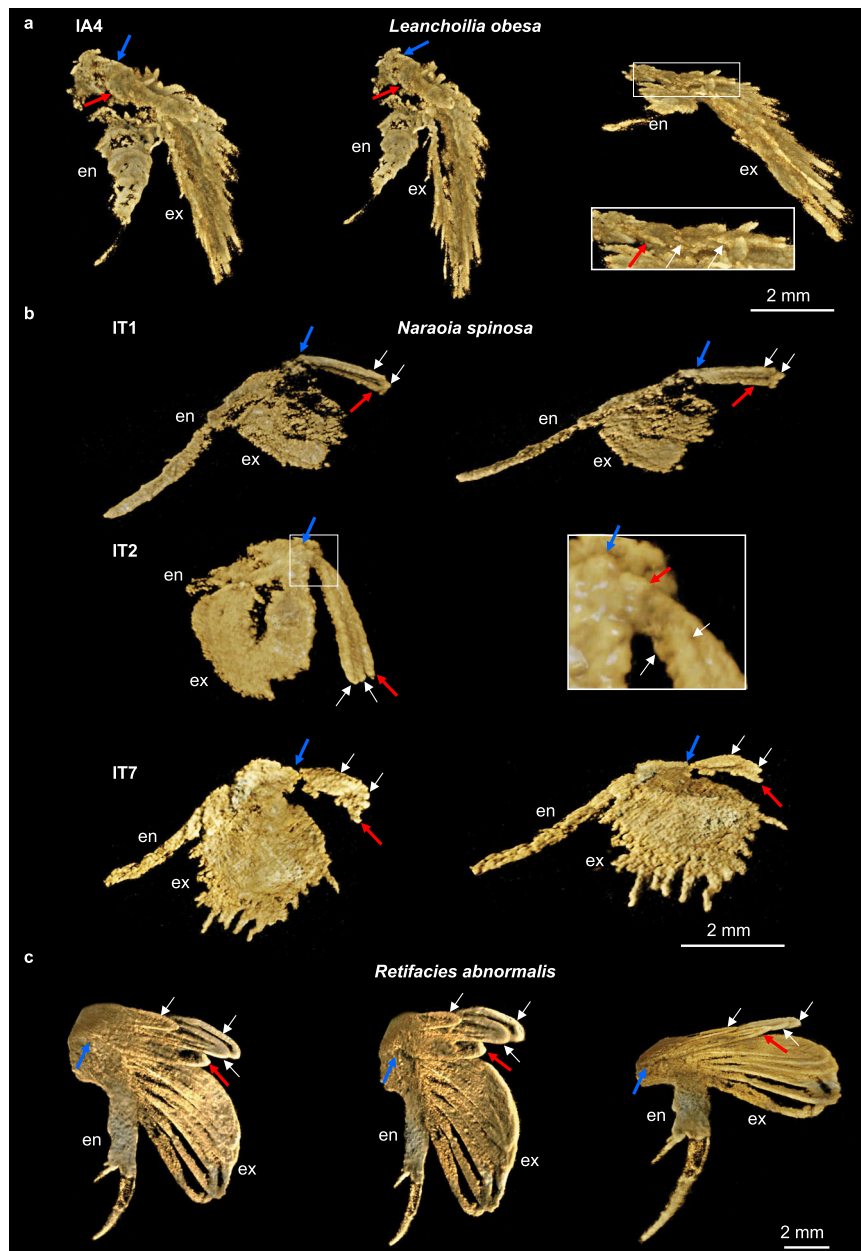 a IA4 Leanchoilia obesa
en ex en ex en ex
2 mm
b IT1 Naraoia spinosa
en ex en ex
IT2
en ex
IT7
en ex en ex
2 mm
c Retifacies abnormalis
en ex en ex en ex
2 mm